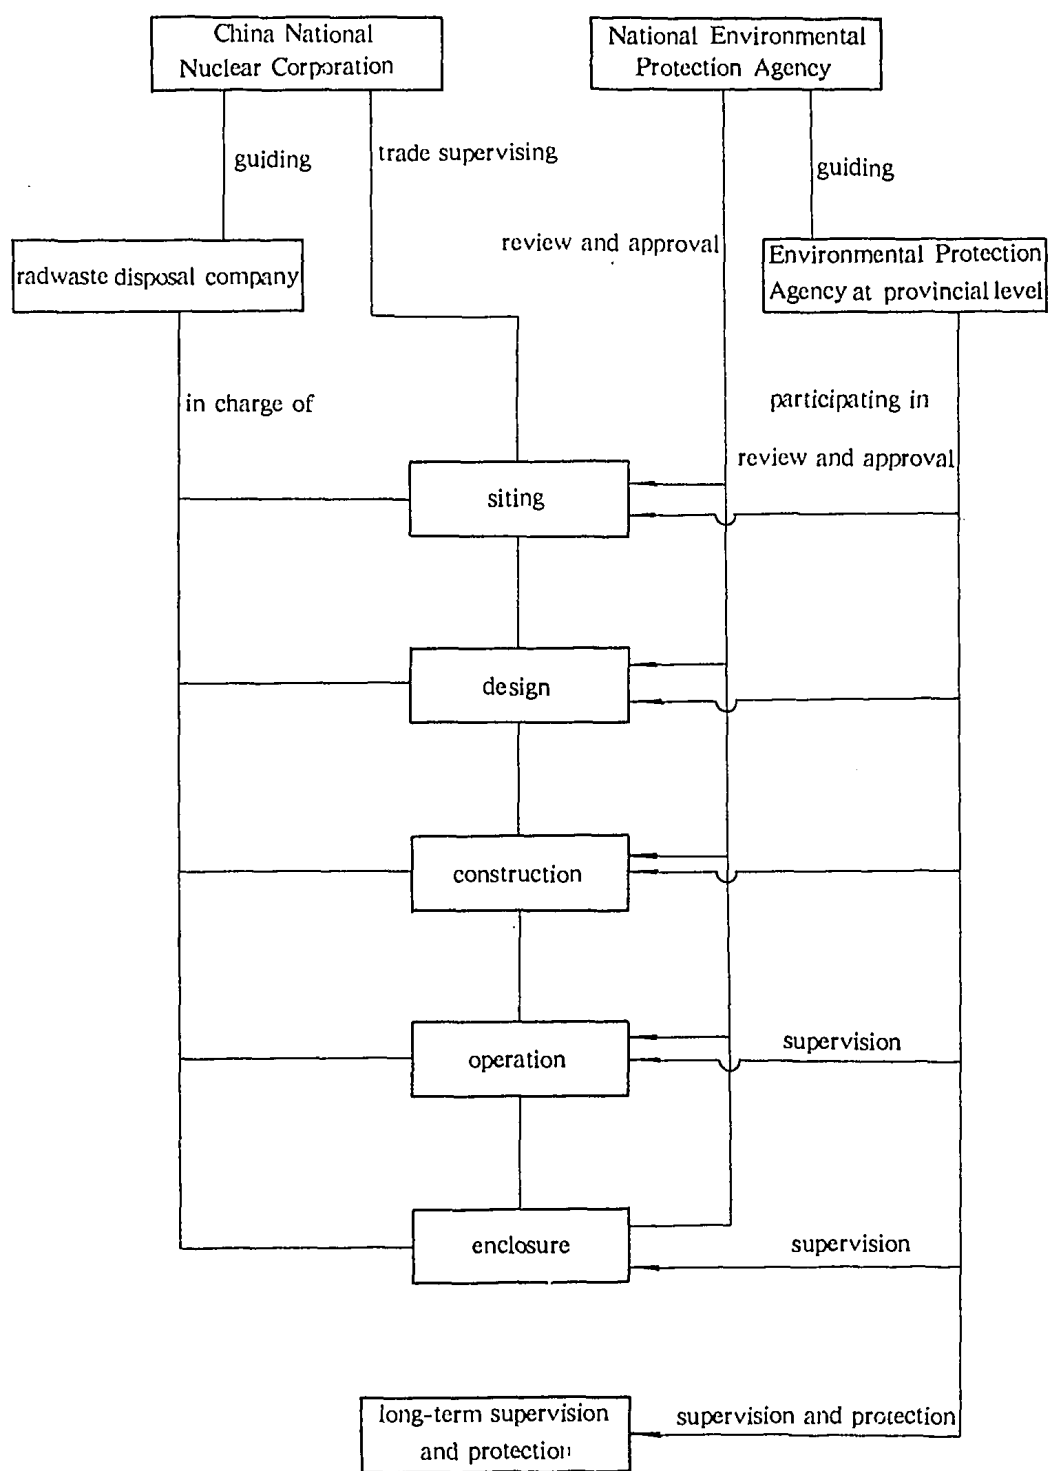 China National
Nuclear Corporation
National Environmental
Protection Agency
guiding
trade supervising
guiding
review and approval
radwaste disposal company
Environmental Protection
Agency at provincial level
in charge of
participating in
review and approval
siting
design
construction
operation
supervision
enclosure
supervision
long-term supervision
and protection
supervision and protection